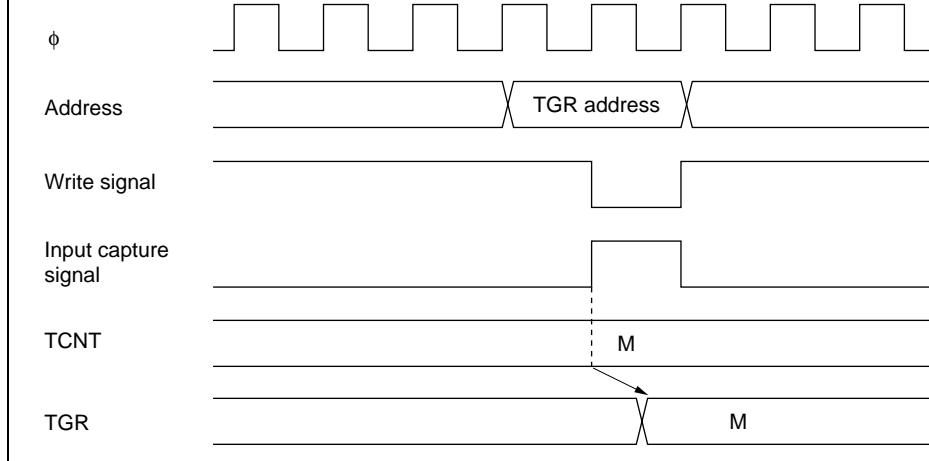 ϕ
Address
TGR address
Write signal
Input capture
signal
TCNT
M
TGR
M